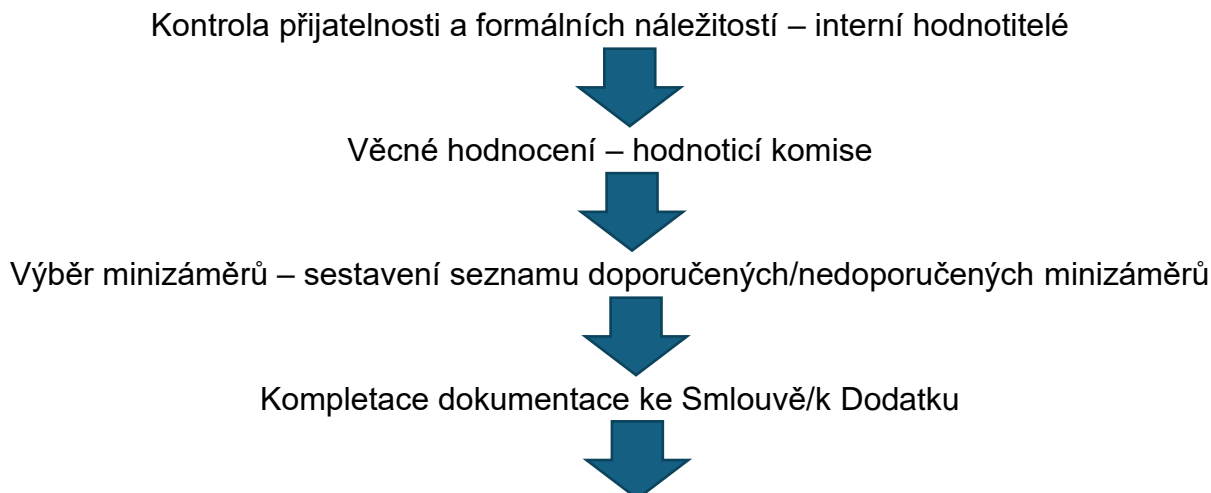 Kontrola přijatelnosti a formálních náležitostí – interní hodnotitelé
Věcné hodnocení – hodnoticí komise
Výběr minizáměrů – sestavení seznamu doporučených/nedoporučených minizáměrů
Kompletace dokumentace ke Smlouvě/k Dodatku